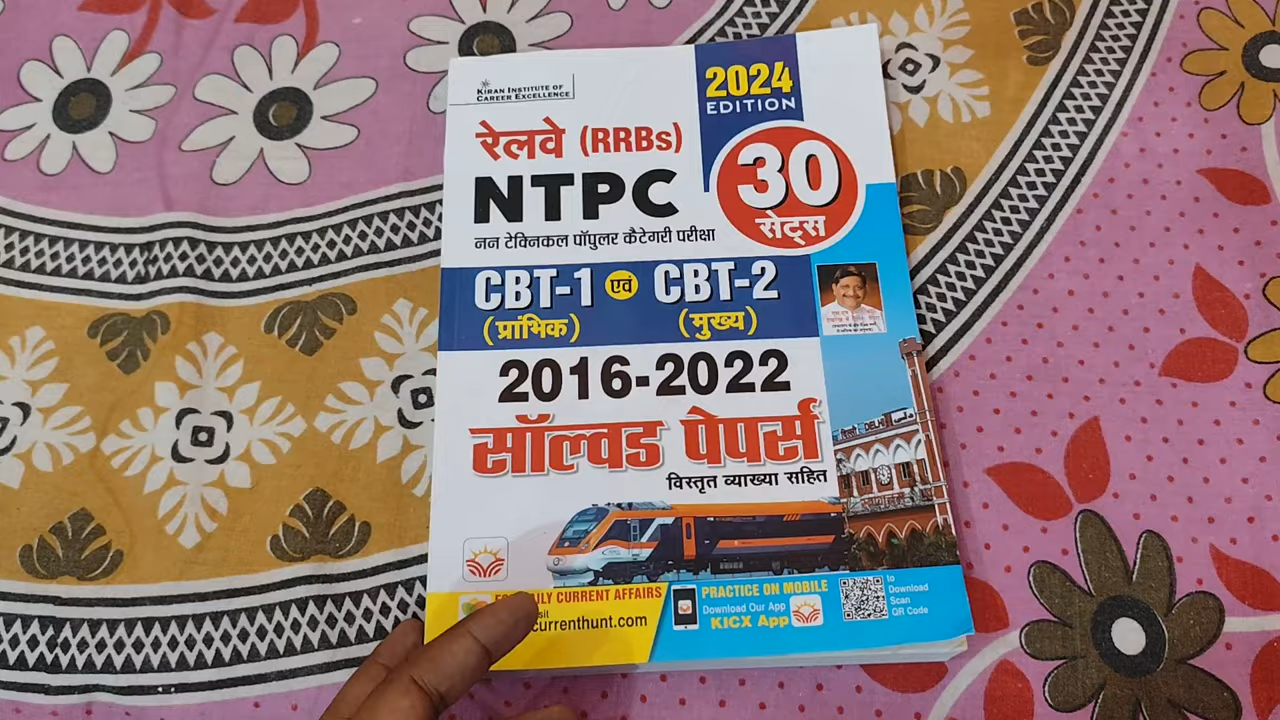 KIRAN INSTITUTE OF
CAREER EXCELLENCE
2024
EDITION
रेलवे (RRBs)
NTPC
नन टेक्निकल पॉपुलर कैटेगरी परीक्षा
30
सेट्स
CBT-1 एवं CBT-2
(प्रांभिक) (मुख्य)
2016-2022
सॉल्वड पेपर्स
विस्तृत व्याख्या सहित
DELHI
CURRENT AFFAIRS
currenthunt.com
PRACTICE ON MOBILE
Download Our App
KICX App
to
Download
Scan
QR Code